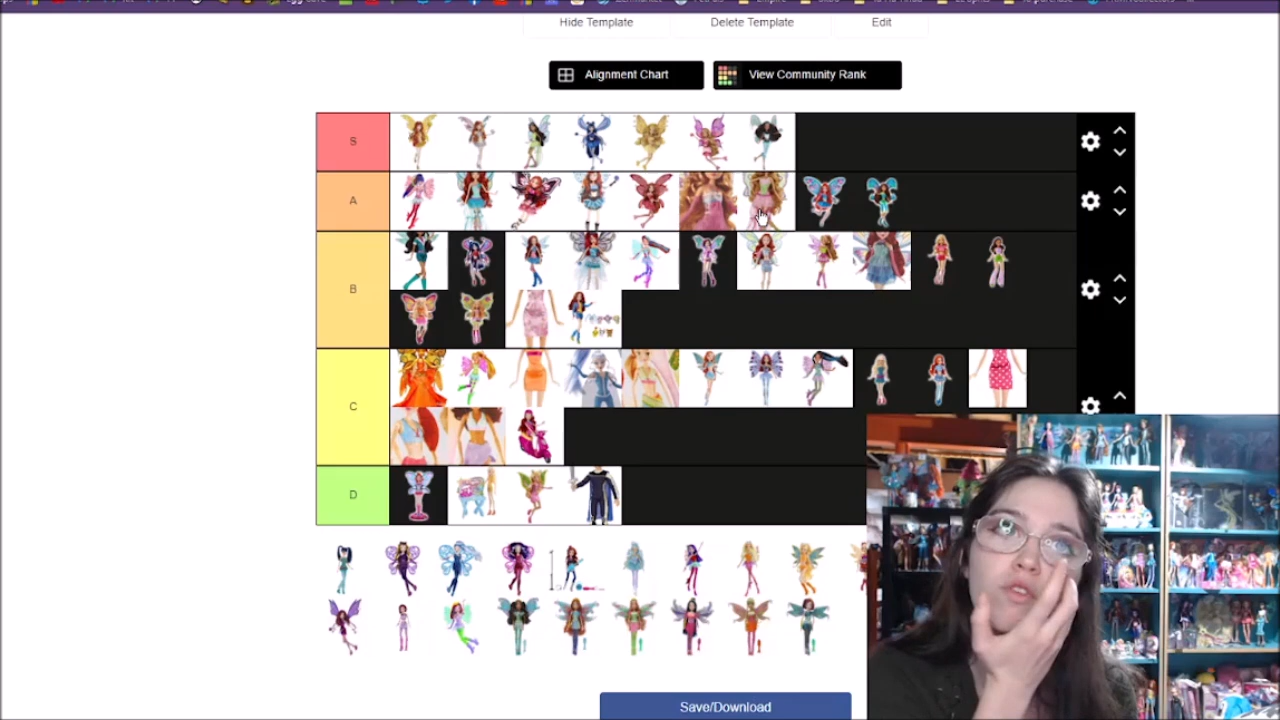 Hide Template Delete Template Edit
Alignment Chart View Community Rank
S
A
B
C
D
Save/Download